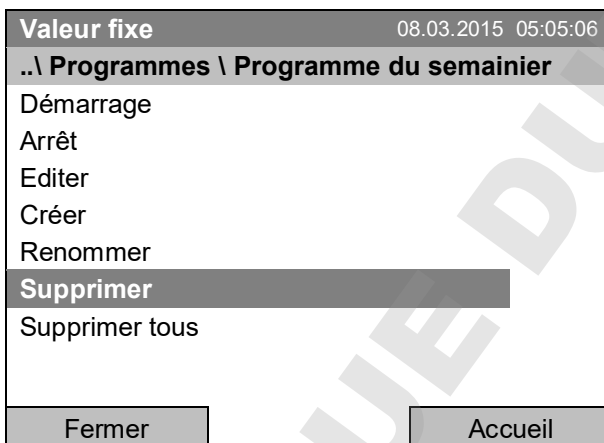 Valeur fixe 08.03.2015 05:05:06
..\ Programmes \ Programme du semainier
Démarrage
Arrêt
Editer
Créer
Renommer
Supprimer
Supprimer tous
Fermer Accueil